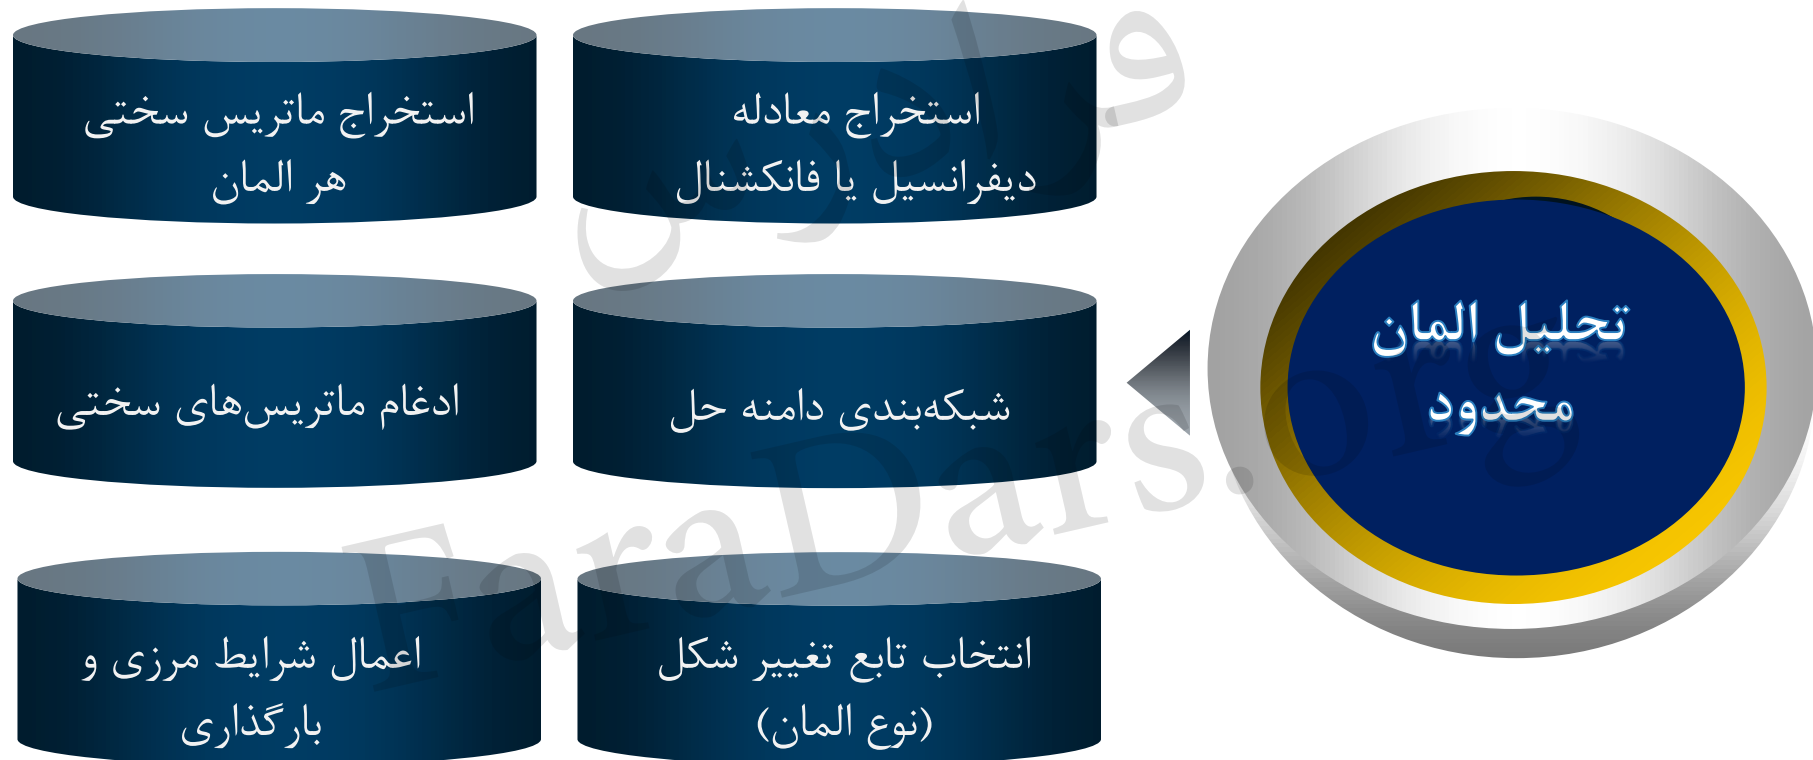 تحلیل المان
محدود
استخراج معادله
دیفرانسیل یا فانکشنال
شبکه‌بندی دامنه حل
انتخاب تابع تغییر شکل
(نوع المان)
استخراج ماتریس سختی
هر المان
ادغام ماتریس‌های سختی
اعمال شرایط مرزی و
بارگذاری
فرادرس
FaraDars.org